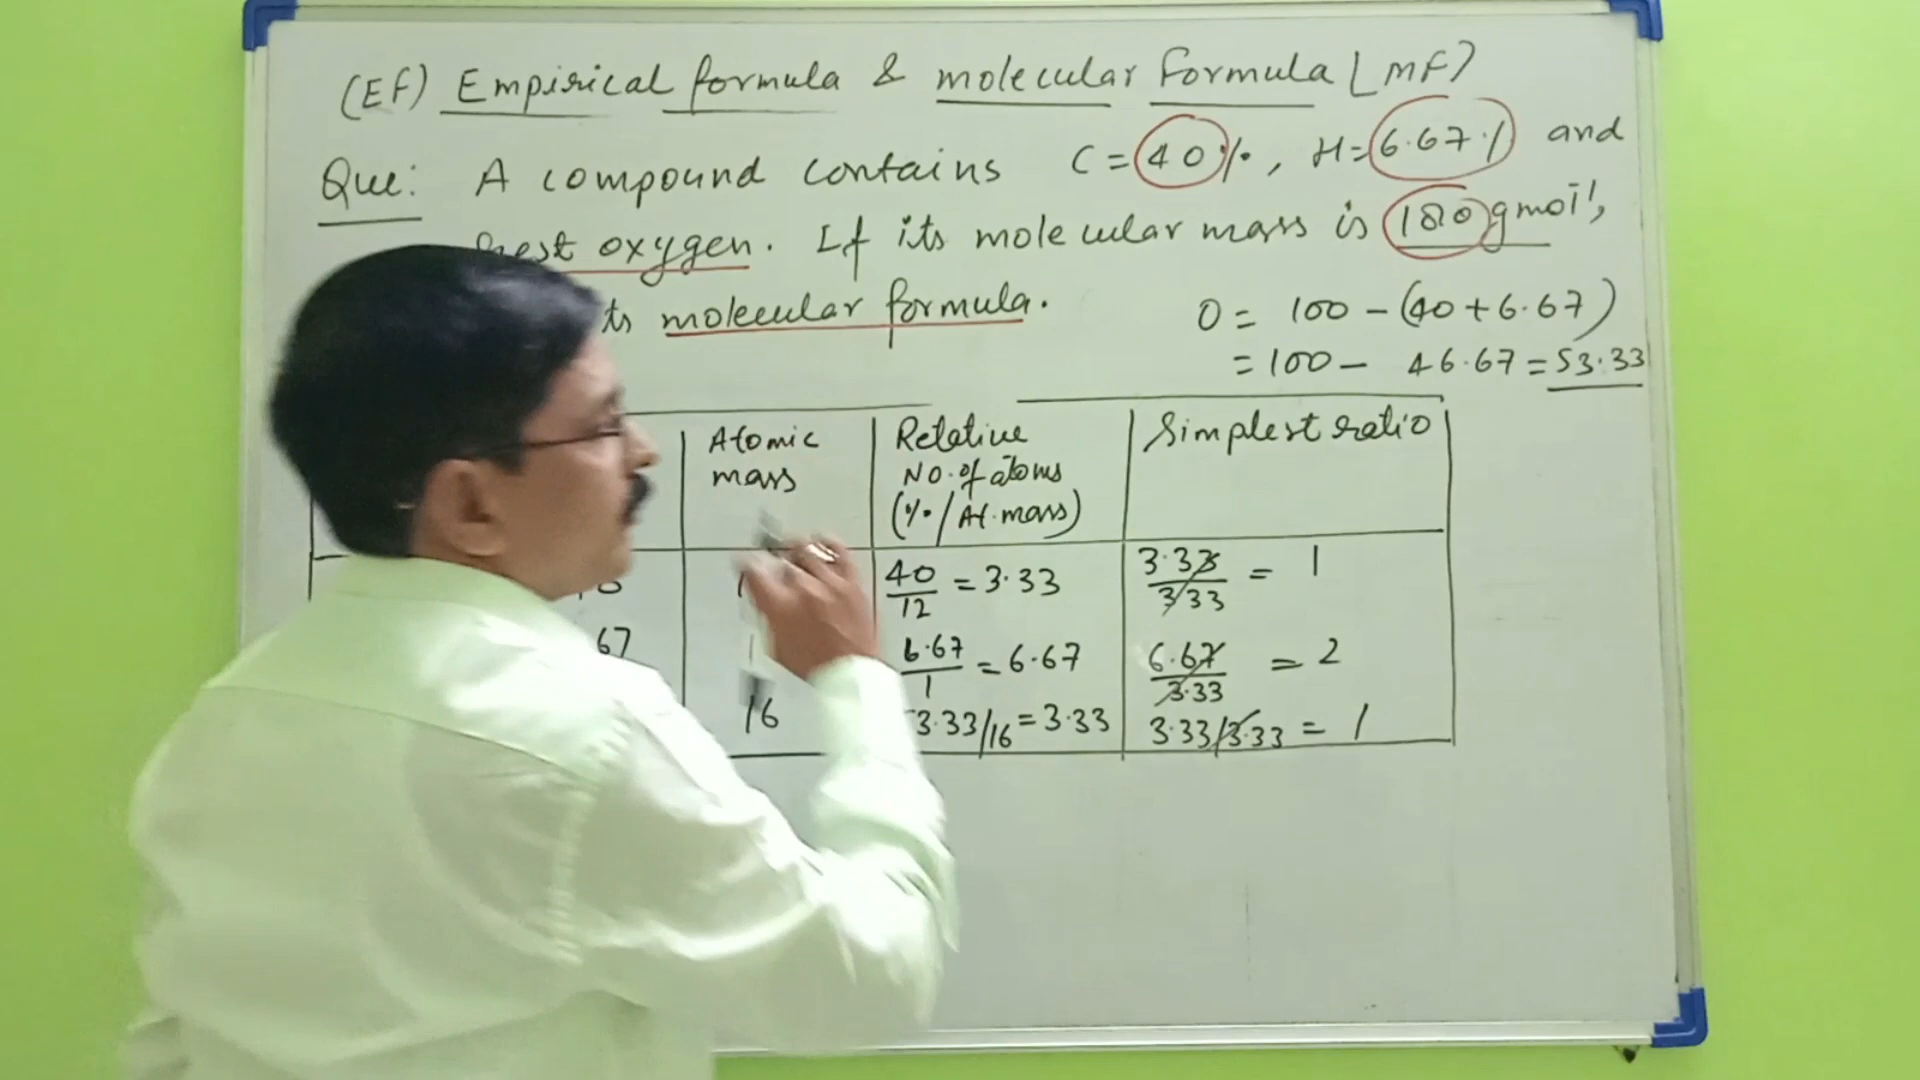 (EF) Empirical formula & molecular Formula (MF)
Que: A compound contains C = 40%, H = 6.67% and
rest oxygen. If its molecular mass is 180 gmol⁻¹,
its molecular formula.
O = 100 - (40 + 6.67)
= 100 - 46.67 = 53.33
Atomic mass | Relative No. of atoms (% / At. mass) | Simplest ratio
40/12 = 3.33 | 3.33/3.33 = 1
67 | 1 | 6.67/1 = 6.67 | 6.67/3.33 = 2
16 | 3.33/16 = 3.33 | 3.33/3.33 = 1